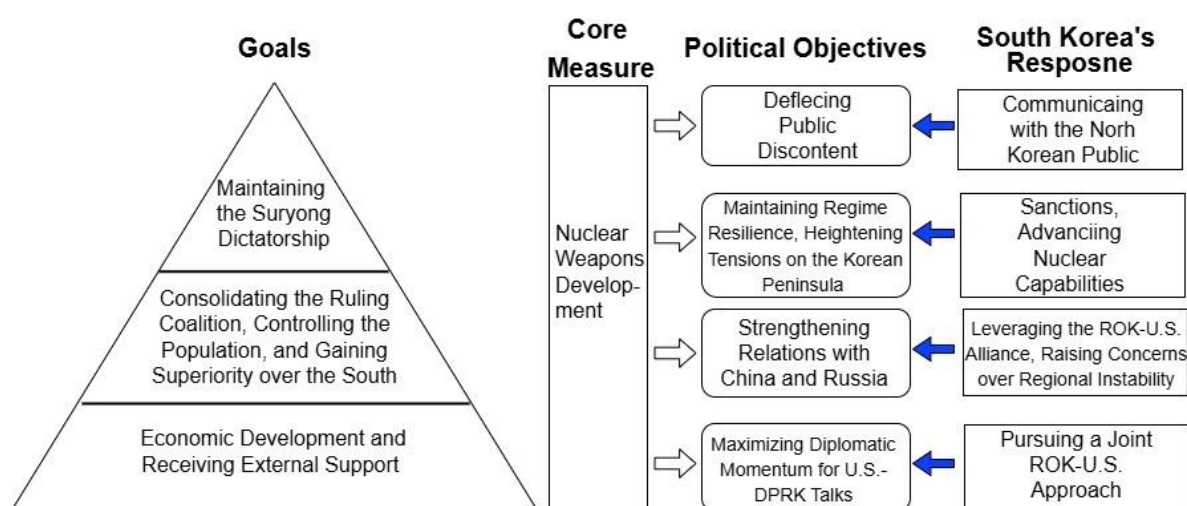 Goals
Maintaining
the Suryong
Dictatorship
Consolidating the Ruling
Coalition, Controlling the
Population, and Gaining
Superiority over the South
Economic Development and
Receiving External Support
Core
Measure
Nuclear
Weapons
Develop-
ment
Political Objectives
Deflecing
Public
Discontent
Maintaining Regime
Resilience, Heightening
Tensions on the Korean
Peninsula
Strengthening
Relations with
China and Russia
Maximizing Diplomatic
Momentum for U.S.-
DPRK Talks
South Korea's
Resposne
Communicaing
with the Norh
Korean Public
Sanctions,
Advanciing
Nuclear
Capabilities
Leveraging the ROK-U.S.
Alliance, Raising Concerns
over Regional Instability
Pursuing a Joint
ROK-U.S.
Approach